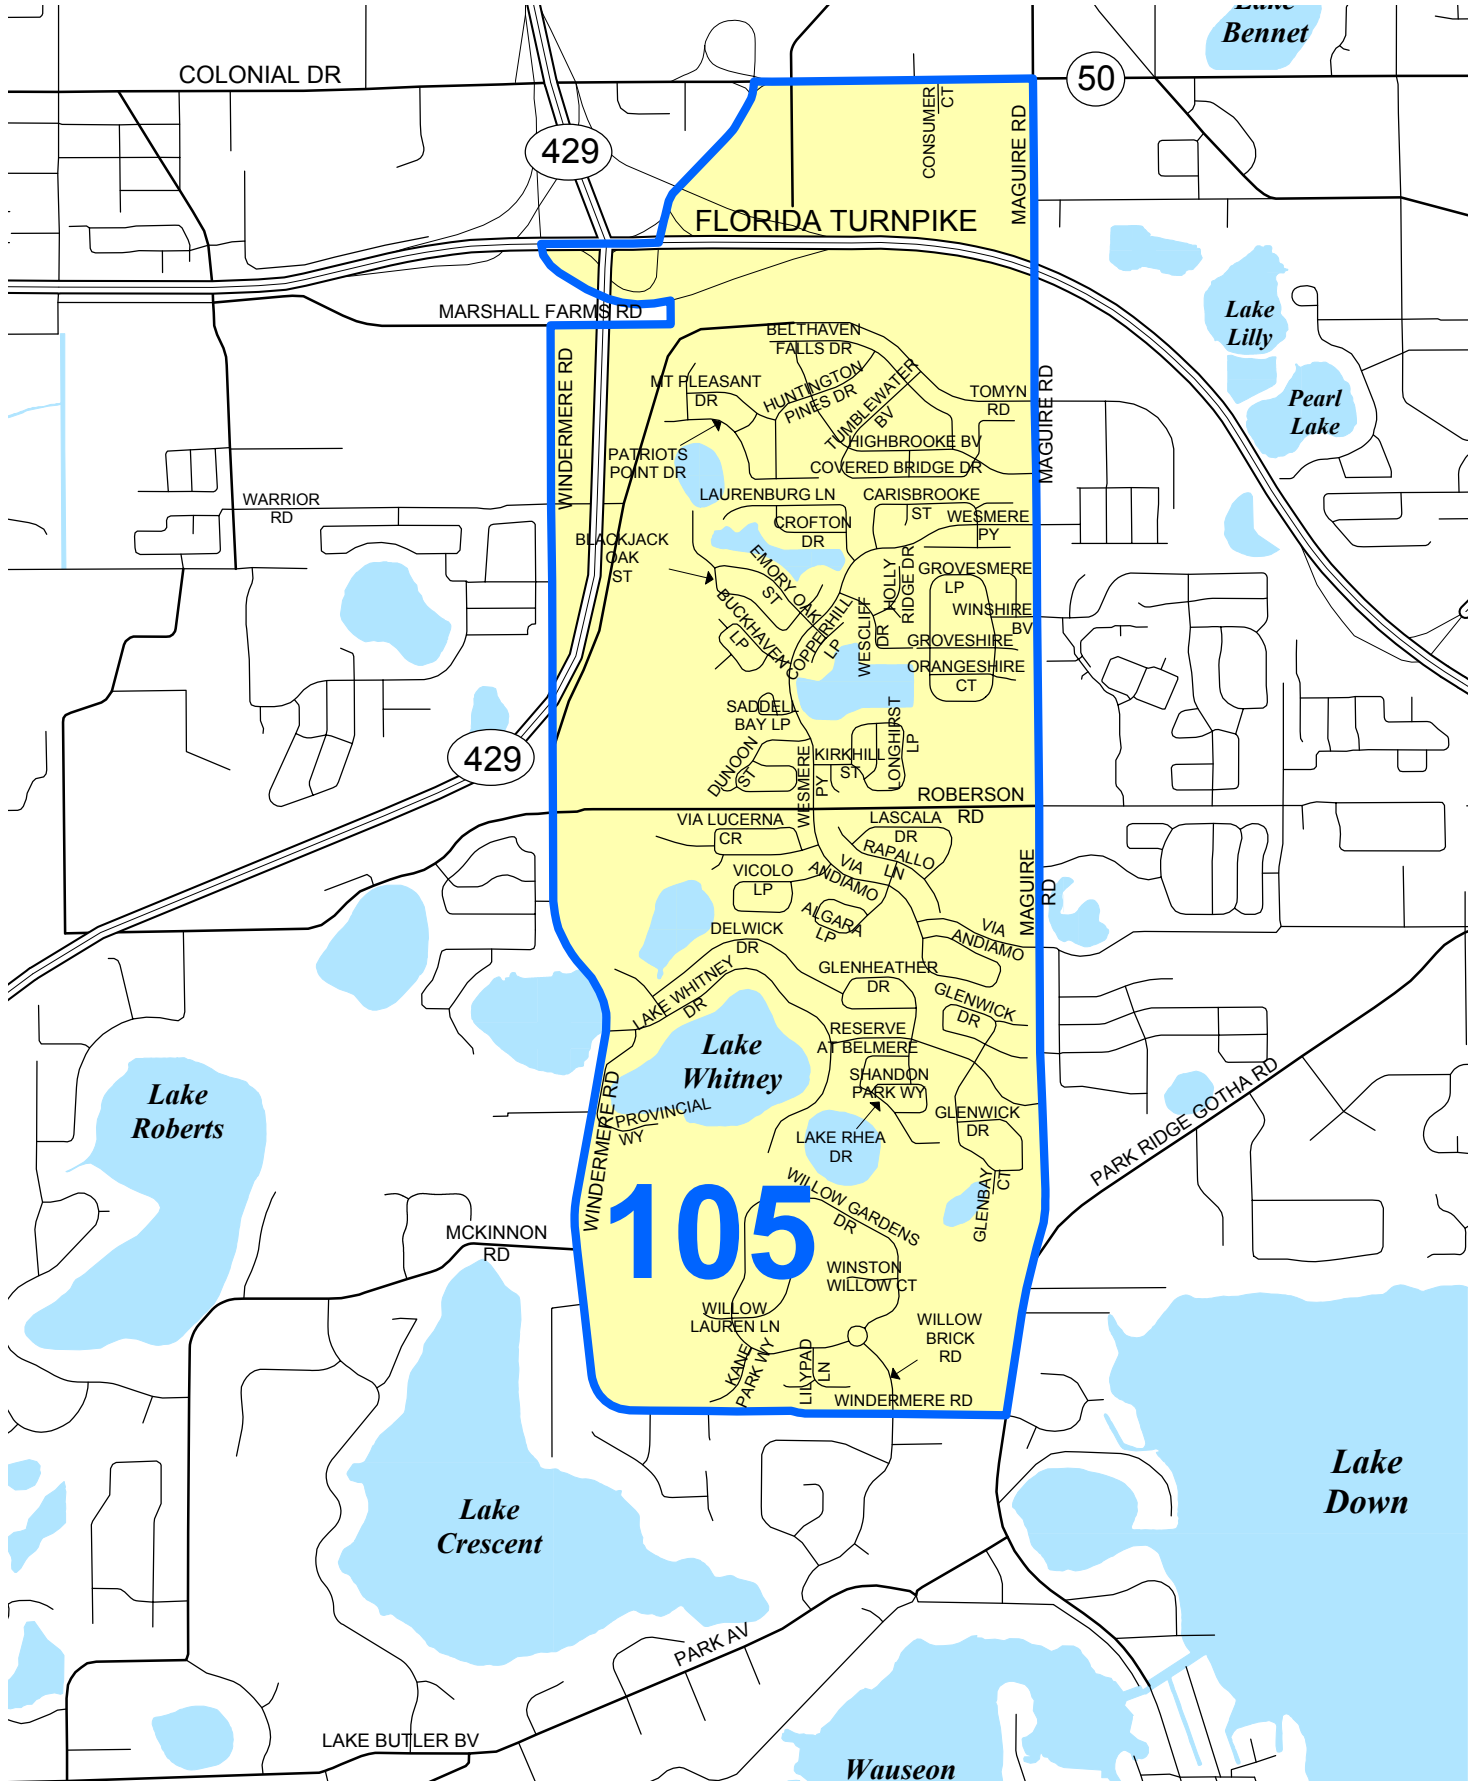 Lake
Bennet
COLONIAL DR
50
CONSUMER
CT
MAGUIRE RD
429
FLORIDA TURNPIKE
MARSHALL FARMS RD
Lake
Lilly
BELTHAVEN
FALLS DR
WINDERMERE RD
MT PLEASANT
DR
HUNTINGTON
PINES DR
TUMBLEWATER
BV
TOMYN
RD
MAGUIRE RD
Pearl
Lake
HIGHBROOKE BV
PATRIOTS
POINT DR
COVERED BRIDGE DR
WARRIOR
RD
LAURENBURG LN
CARISBROOKE
ST
CROFTON
DR
WESMERE
PY
BLACKJACK
OAK
ST
EMORY OAK
ST
HOLLY
RIDGE DR
GROVESMERE
LP
BUCKHAVEN
LP
COPPERHILL
LP
WESCLIFF
DR
WINSHIRE
BV
GROVESHIRE
ORANGESHIRE
CT
SADDELL
BAY LP
LONGHIRST
LP
429
DUNOON
ST
WESMERE
PY
KIRKHILL
ST
ROBERSON
RD
VIA LUCERNA
CR
LASCALA
DR
RAPALLO
LN
VIA
ANDIAMO
MAGUIRE
RD
VICOLO
LP
ALGARA
LP
DELWICK
DR
VIA
ANDIAMO
GLENHEATHER
DR
LAKE WHITNEY
DR
GLENWICK
DR
RESERVE
AT BELMERE
Lake
Whitney
SHANDON
PARK WY
Lake
Roberts
WINDERMERE RD
PROVINCIAL
WY
GLENWICK
DR
LAKE RHEA
DR
PARK RIDGE GOTHA RD
GLENBAY
CT
105
WILLOW GARDENS
DR
MCKINNON
RD
WINSTON
WILLOW CT
WILLOW
LAUREN LN
WILLOW
BRICK
RD
KANE
PARK WY
LILYPAD
LN
WINDERMERE RD
Lake
Down
Lake
Crescent
PARK AV
LAKE BUTLER BV
Wauseon